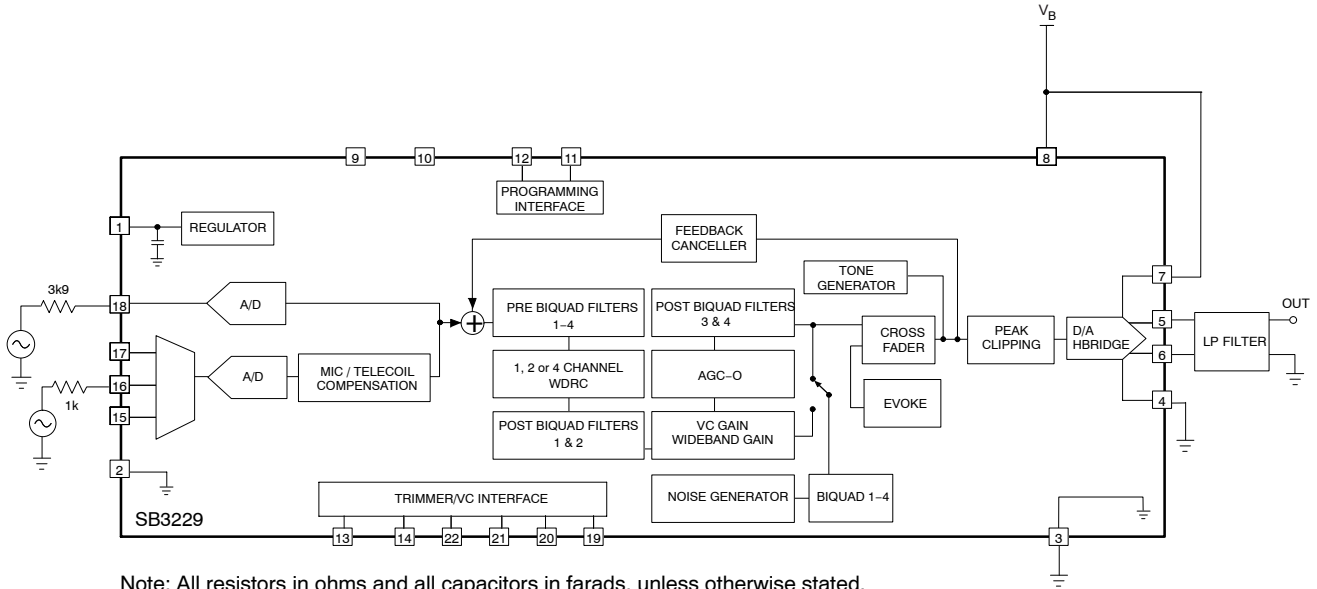 VB
9
10
12
11
8
PROGRAMMING
INTERFACE
1
REGULATOR
FEEDBACK
CANCELLER
TONE
GENERATOR
7
3k9
18
A/D
PRE BIQUAD FILTERS
1–4
POST BIQUAD FILTERS
3 & 4
CROSS
FADER
PEAK
CLIPPING
D/A
HBRIDGE
5
6
LP FILTER
OUT
17
16
15
1k
A/D
MIC / TELECOIL
COMPENSATION
1, 2 or 4 CHANNEL
WDRC
AGC–O
EVOKE
4
POST BIQUAD FILTERS
1 & 2
VC GAIN
WIDEBAND GAIN
2
NOISE GENERATOR
BIQUAD 1–4
TRIMMER/VC INTERFACE
SB3229
13
14
22
21
20
19
3
Note: All resistors in ohms and all capacitors in farads, unless otherwise stated.